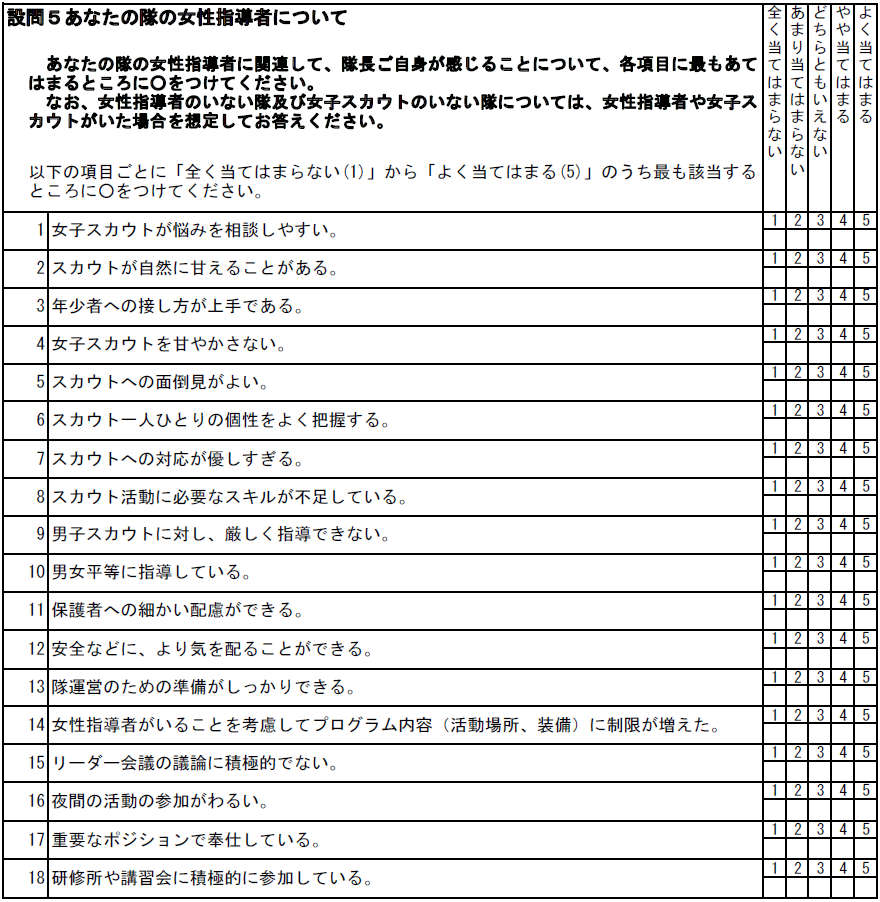 設問５あなたの隊の女性指導者について
あなたの隊の女性指導者に関連して、隊長ご自身が感じることについて、各項目に最もあて
はまるところに〇をつけてください。
なお、女性指導者のいない隊及び女子スカウトのいない隊については、女性指導者や女子ス
カウトがいた場合を想定してお答えください。
以下の項目ごとに「全く当てはまらない(1)」から「よく当てはまる(5)」のうち最も該当する
ところに〇をつけてください。
全く当てはまらない
あまり当てはまらない
どちらともいえない
やや当てはまる
よく当てはまる
1 女子スカウトが悩みを相談しやすい。 1 2 3 4 5
2 スカウトが自然に甘えることがある。 1 2 3 4 5
3 年少者への接し方が上手である。 1 2 3 4 5
4 女子スカウトを甘やかさない。 1 2 3 4 5
5 スカウトへの面倒見がよい。 1 2 3 4 5
6 スカウト一人ひとりの個性をよく把握する。 1 2 3 4 5
7 スカウトへの対応が優しすぎる。 1 2 3 4 5
8 スカウト活動に必要なスキルが不足している。 1 2 3 4 5
9 男子スカウトに対し、厳しく指導できない。 1 2 3 4 5
10 男女平等に指導している。 1 2 3 4 5
11 保護者への細かい配慮ができる。 1 2 3 4 5
12 安全などに、より気を配ることができる。 1 2 3 4 5
13 隊運営のための準備がしっかりできる。 1 2 3 4 5
14 女性指導者がいることを考慮してプログラム内容（活動場所、装備）に制限が増えた。 1 2 3 4 5
15 リーダー会議の議論に積極的でない。 1 2 3 4 5
16 夜間の活動の参加がわるい。 1 2 3 4 5
17 重要なポジションで奉仕している。 1 2 3 4 5
18 研修所や講習会に積極的に参加している。 1 2 3 4 5